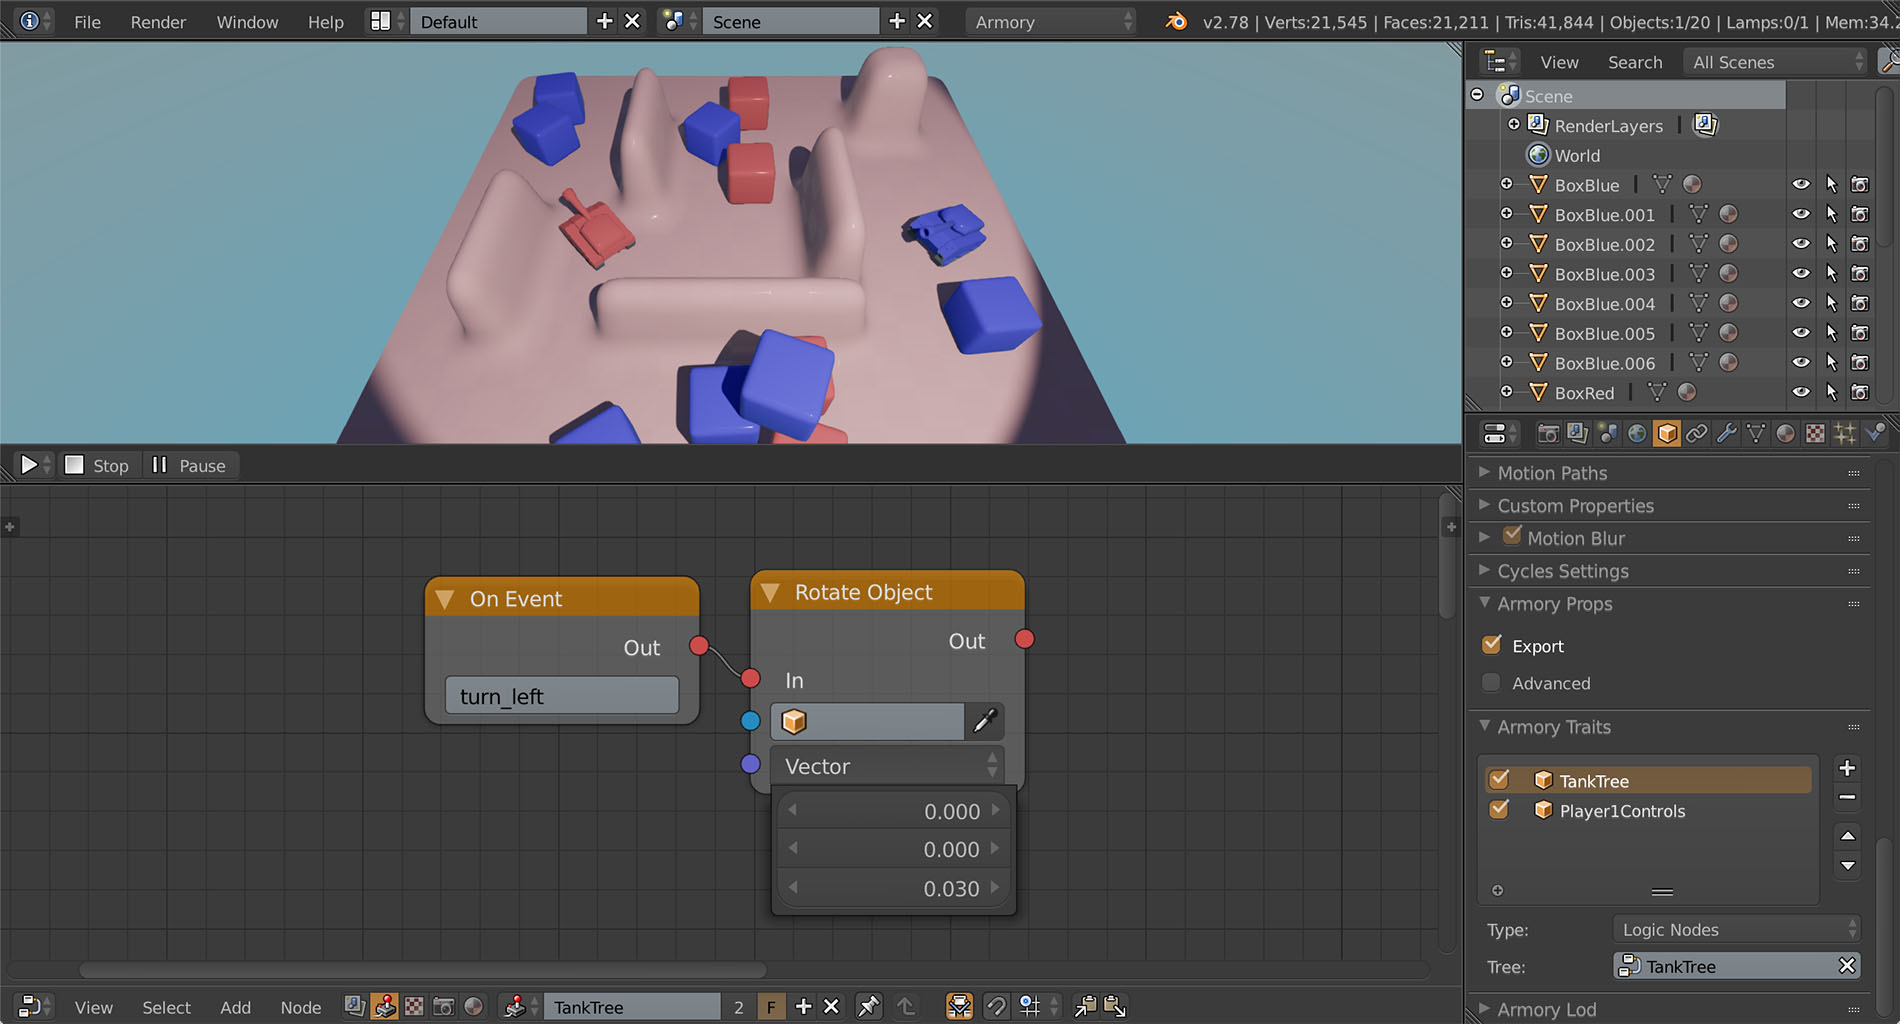 File Render Window Help Default Scene Armory v2.78 | Verts:21,545 | Faces:21,211 | Tris:41,844 | Objects:1/20 | Lamps:0/1 | Mem:34.
View Search All Scenes
Scene
RenderLayers
World
BoxBlue
BoxBlue.001
BoxBlue.002
BoxBlue.003
BoxBlue.004
BoxBlue.005
BoxBlue.006
BoxRed
Stop Pause
Motion Paths
Custom Properties
Motion Blur
Cycles Settings
Armory Props
Export
Advanced
Armory Traits
TankTree
Player1Controls
Type: Logic Nodes
Tree: TankTree
Armory Lod
On Event
Out
turn_left
Rotate Object
Out
In
Vector
0.000
0.000
0.030
View Select Add Node TankTree 2 F